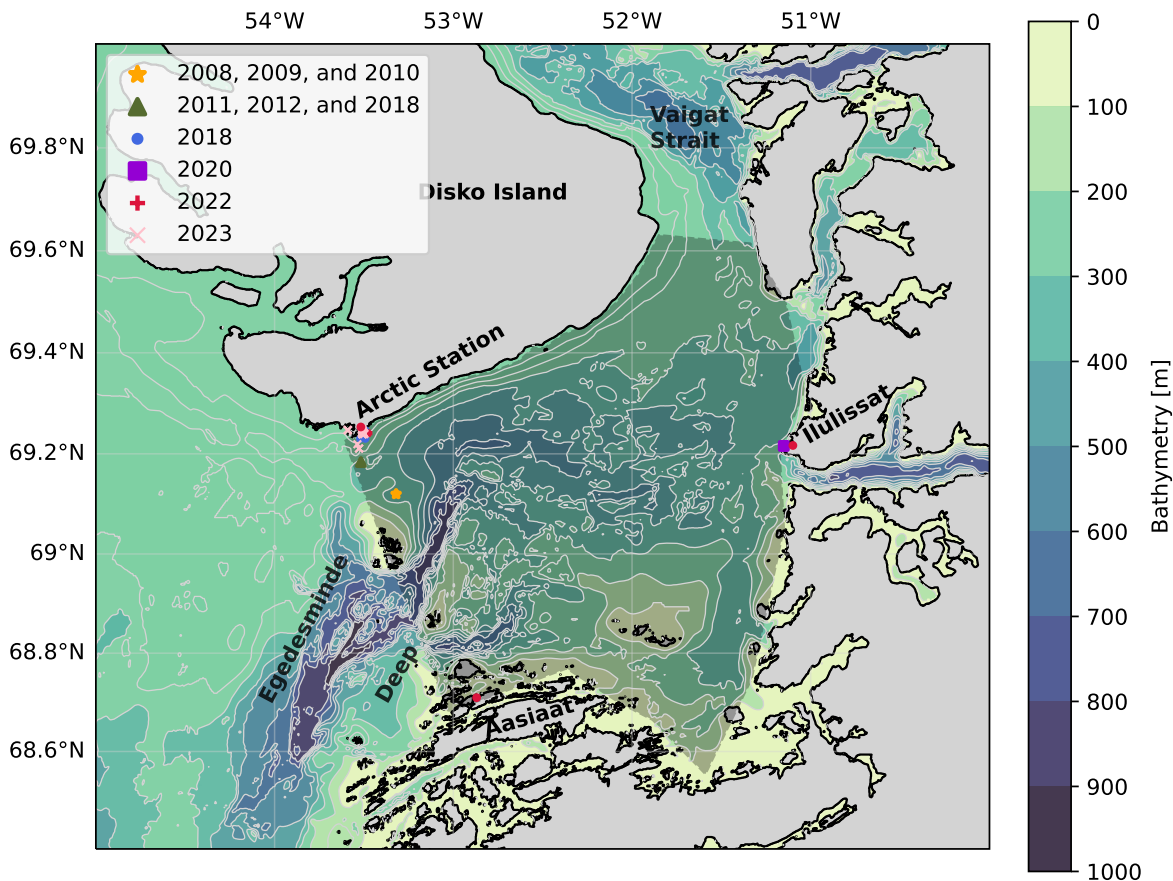 54°W 53°W 52°W 51°W
2008, 2009, and 2010
2011, 2012, and 2018
2018
2020
2022
2023
Vaigat
Strait
Disko Island
Arctic Station
Ilulissat
Egedesminde
Deep
Aasiaat
69.8°N
69.6°N
69.4°N
69.2°N
69°N
68.8°N
68.6°N
0
100
200
300
400
500
600
700
800
900
1000
Bathymetry [m]